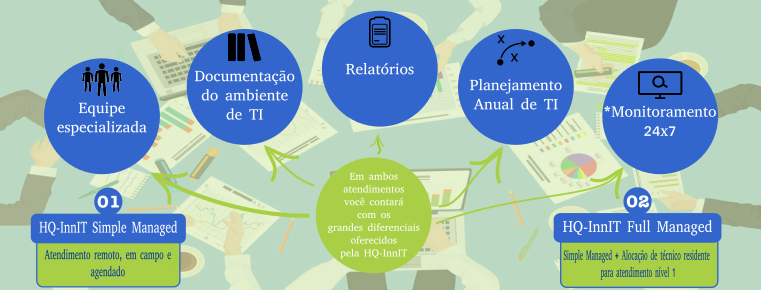 Equipe
especializada
Documentação
do ambiente
de TI
Relatórios
Planejamento
Anual de TI
*Monitoramento
24x7
Em ambos
atendimentos
você contará
com os
grandes diferenciais
oferecidos
pela HQ-InnIT
01
HQ-InnIT Simple Managed
Atendimento remoto, em campo e
agendado
02
HQ-InnIT Full Managed
Simple Managed + Alocação de técnico residente
para atendimento nível 1